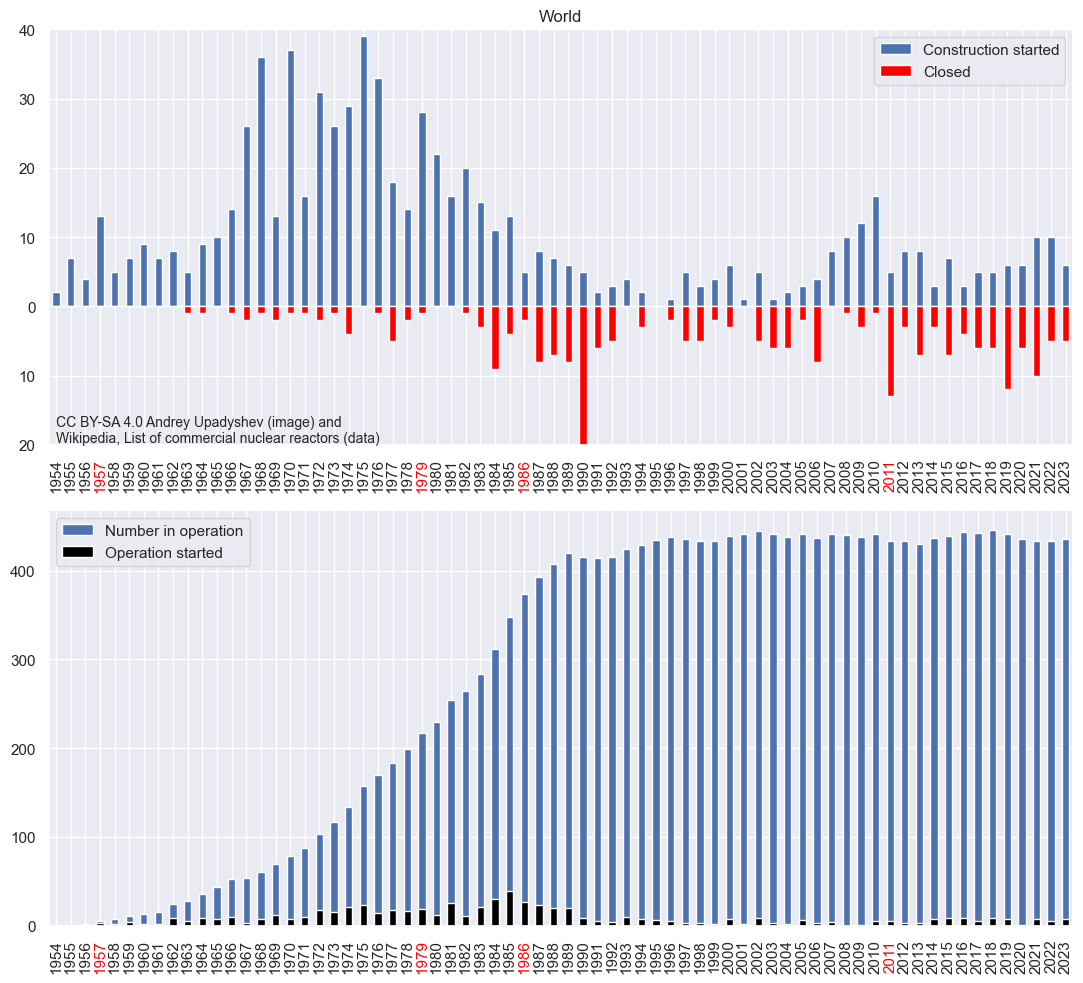 World
Construction started
Closed
40
30
20
10
0
10
20
CC BY-SA 4.0 Andrey Upadyshev (image) and
Wikipedia, List of commercial nuclear reactors (data)
1954 1955 1956 1957 1958 1959 1960 1961 1962 1963 1964 1965 1966 1967 1968 1969 1970 1971 1972 1973 1974 1975 1976 1977 1978 1979 1980 1981 1982 1983 1984 1985 1986 1987 1988 1989 1990 1991 1992 1993 1994 1995 1996 1997 1998 1999 2000 2001 2002 2003 2004 2005 2006 2007 2008 2009 2010 2011 2012 2013 2014 2015 2016 2017 2018 2019 2020 2021 2022 2023
Number in operation
Operation started
400
300
200
100
0
1954 1955 1956 1957 1958 1959 1960 1961 1962 1963 1964 1965 1966 1967 1968 1969 1970 1971 1972 1973 1974 1975 1976 1977 1978 1979 1980 1981 1982 1983 1984 1985 1986 1987 1988 1989 1990 1991 1992 1993 1994 1995 1996 1997 1998 1999 2000 2001 2002 2003 2004 2005 2006 2007 2008 2009 2010 2011 2012 2013 2014 2015 2016 2017 2018 2019 2020 2021 2022 2023